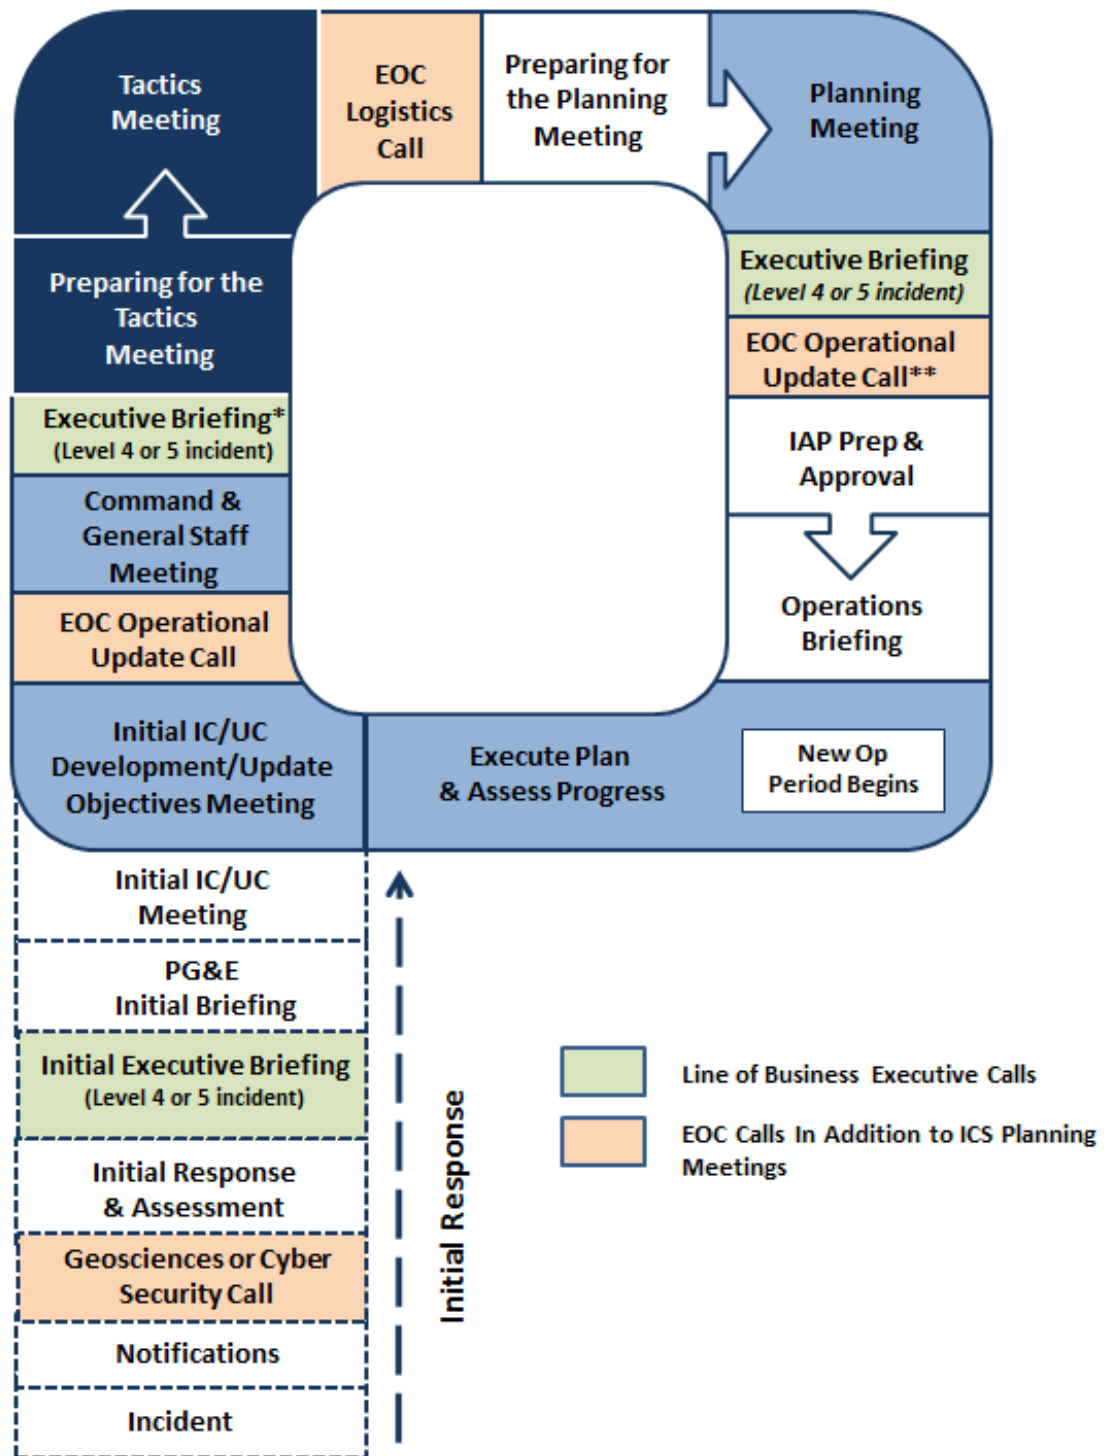 Tactics
Meeting
EOC
Logistics
Call
Preparing for
the Planning
Meeting
Planning
Meeting
Preparing for the
Tactics
Meeting
Executive Briefing*
(Level 4 or 5 incident)
Command &
General Staff
Meeting
EOC Operational
Update Call
Initial IC/UC
Development/Update
Objectives Meeting
Executive Briefing
(Level 4 or 5 incident)
EOC Operational
Update Call**
IAP Prep &
Approval
Operations
Briefing
Execute Plan
& Assess Progress
New Op
Period Begins
Initial IC/UC
Meeting
PG&E
Initial Briefing
Initial Executive Briefing
(Level 4 or 5 incident)
Initial Response
& Assessment
Geosciences or Cyber
Security Call
Notifications
Incident
Initial Response
Line of Business Executive Calls
EOC Calls In Addition to ICS Planning
Meetings